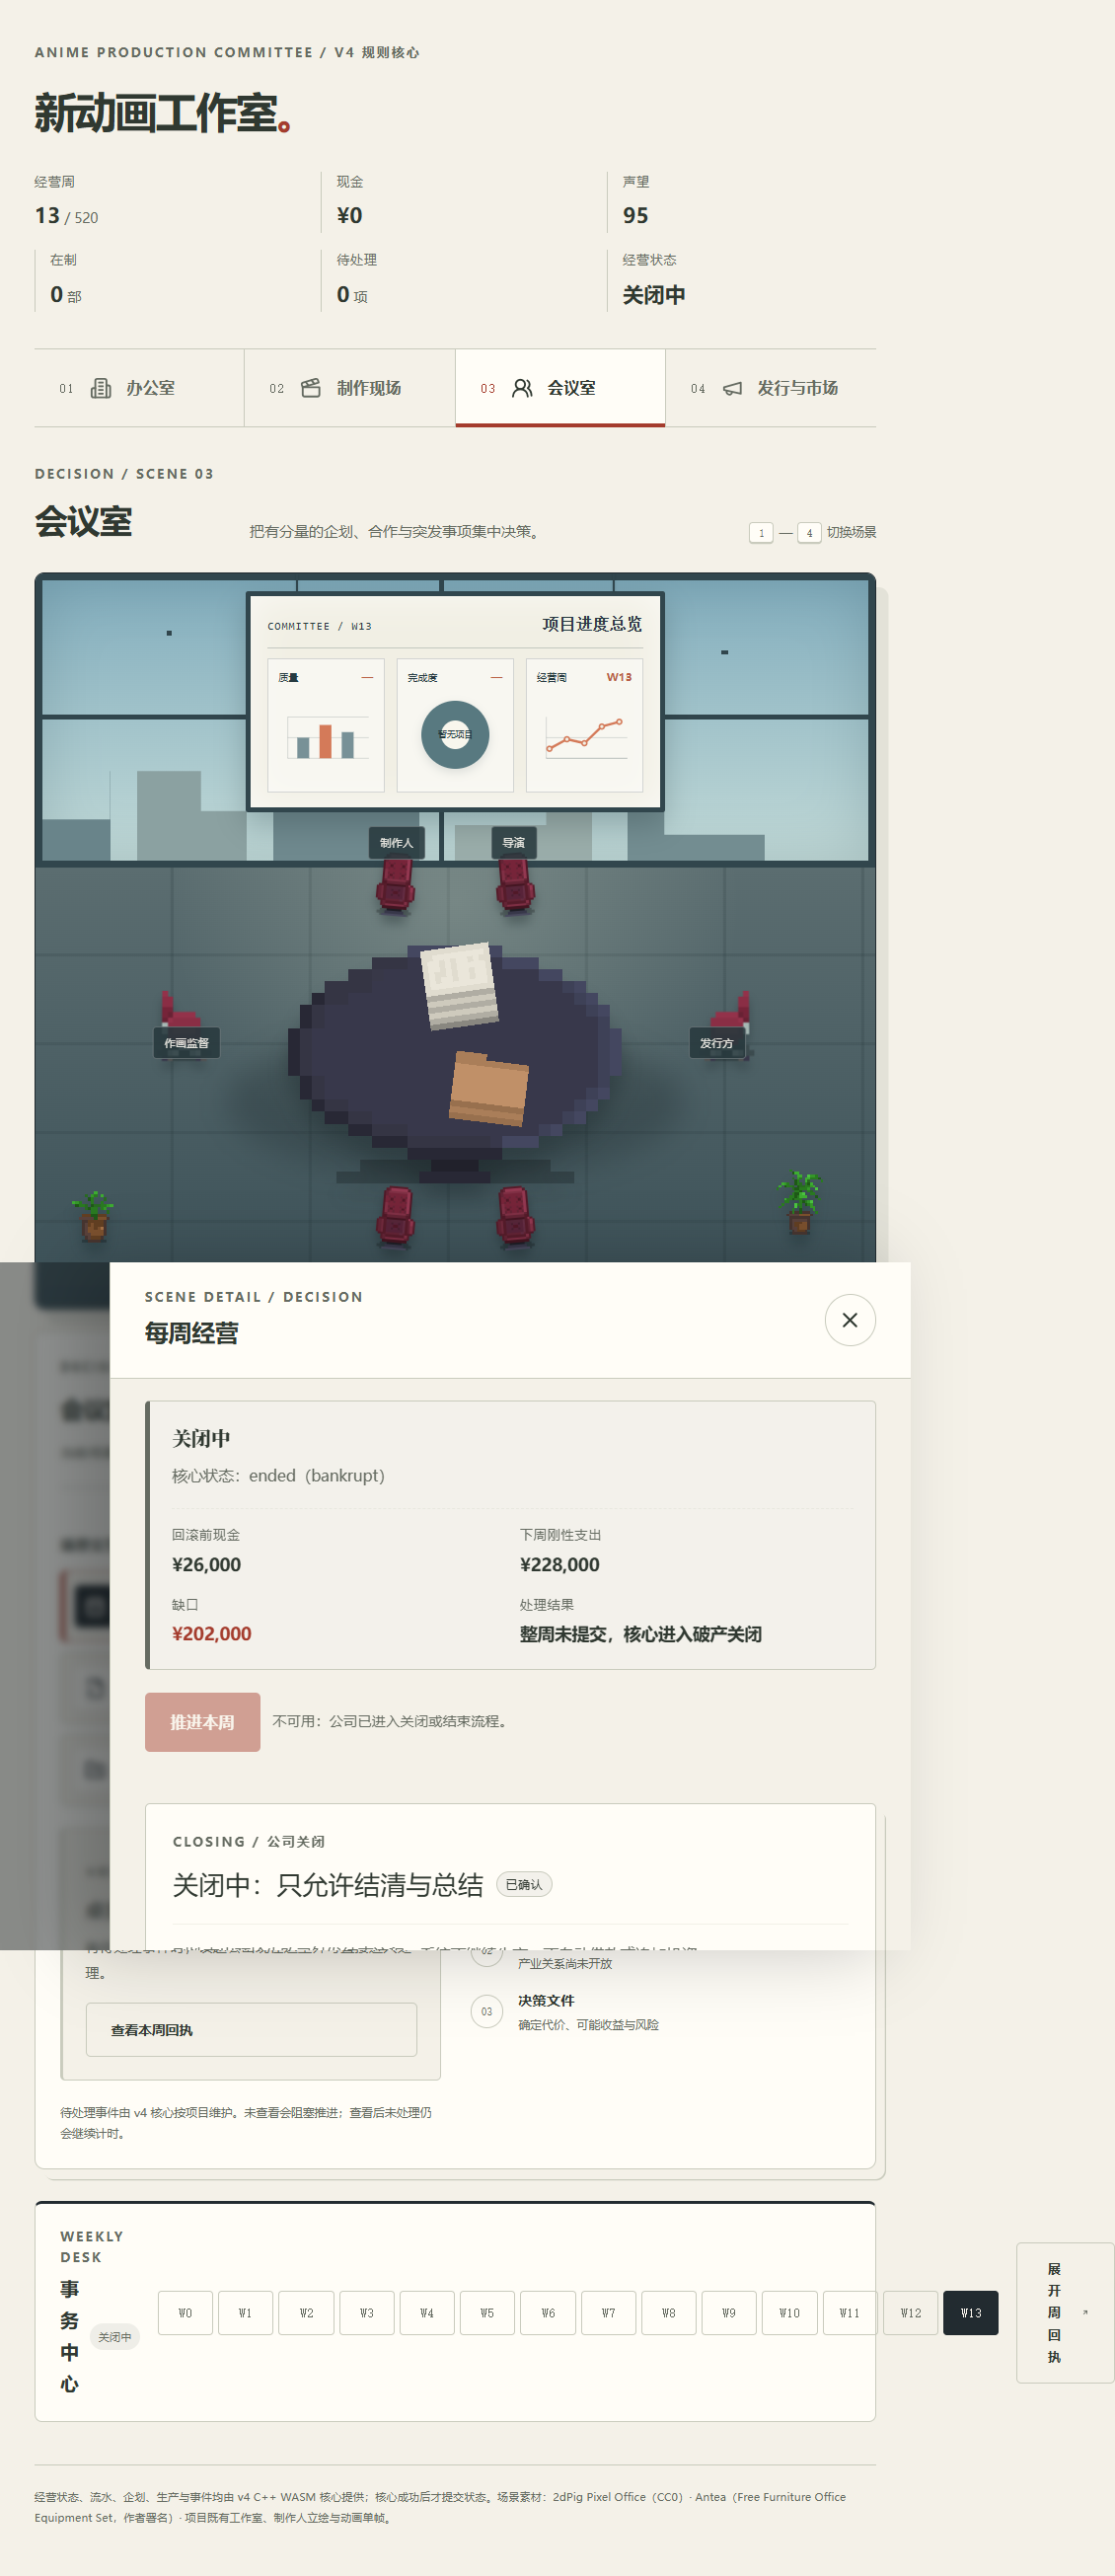 ANIME PRODUCTION COMMITTEE / V4 规则核心
新动画工作室。
经营周
13 / 520
现金
¥0
声望
95
在制
0 部
待处理
0 项
经营状态
关闭中
01 办公室
02 制作现场
03 会议室
04 发行与市场
DECISION / SCENE 03
会议室
把有分量的企划、合作与突发事项集中决策。
1 — 4 切换场景
COMMITTEE / W13
项目进度总览
质量 —
完成度 —
暂无项目
经营周 W13
制作人
导演
作画监督
发行方
SCENE DETAIL / DECISION
每周经营
关闭中
核心状态：ended（bankrupt）
回滚前现金
¥26,000
下周刚性支出
¥228,000
缺口
¥202,000
处理结果
整周未提交，核心进入破产关闭
推进本周
不可用：公司已进入关闭或结束流程。
CLOSING / 公司关闭
关闭中：只允许结清与总结
已确认
理。
查看本周回执
产业关系尚未开放
03
决策文件
确定代价、可能收益与风险
待处理事件由 v4 核心按项目维护。未查看会阻塞推进；查看后未处理仍
会继续计时。
WEEKLY
DESK
事务中心
关闭中
W0 W1 W2 W3 W4 W5 W6 W7 W8 W9 W10 W11 W12 W13
展开周回执
经营状态、流水、企划、生产与事件均由 v4 C++ WASM 核心提供；核心成功后才提交状态。场景素材：2dPig Pixel Office（CC0）· Antea（Free Furniture Office
Equipment Set，作者署名）· 项目既有工作室、制作人立绘与动画单帧。